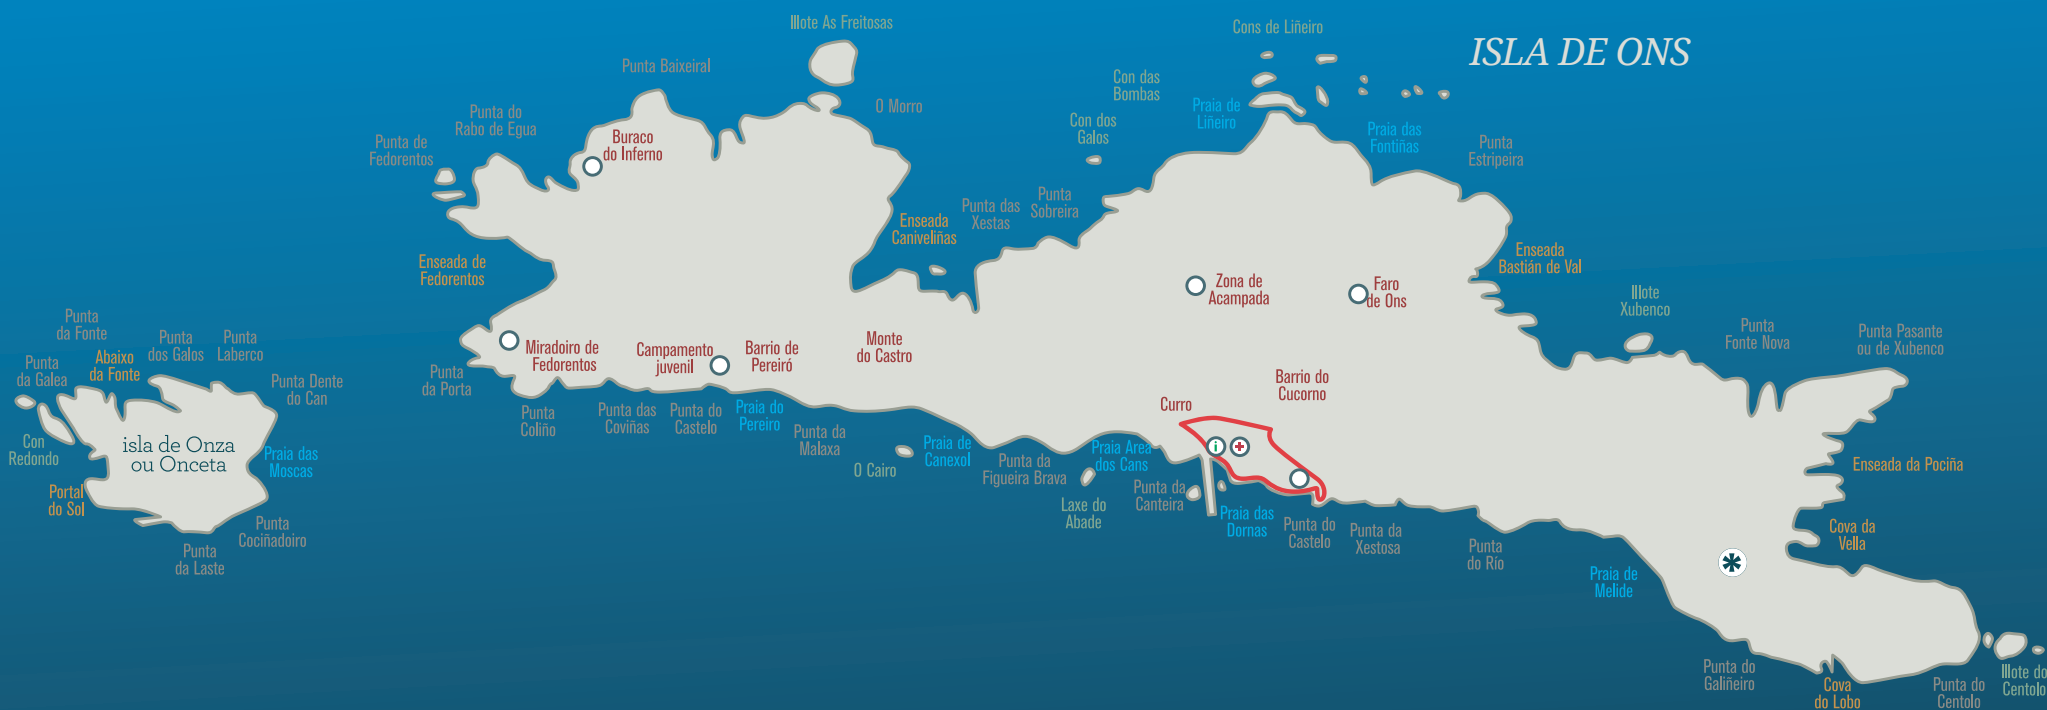 ISLA DE ONS
Illote As Freitosas
Cons de Liñeiro
Punta Baixeiral
Con das
Bombas
O Morro
Praia de
Liñeiro
Punta do
Rabo de Egua
Con dos
Galos
Praia das
Fontiñas
Punta de
Fedorentos
Buraco
do Inferno
Punta
Estripeira
Punta
Sobreira
Punta das
Xestas
Enseada
Caniveliñas
Enseada
Bastián de Val
Enseada de
Fedorentos
Zona de
Acampada
Faro
de Ons
Illote
Xubenco
Punta
da Fonte
Punta
dos Galos
Punta
Laberco
Punta
Fonte Nova
Punta Pasante
ou de Xubenco
Miradoiro de
Fedorentos
Campamento
juvenil
Barrio de
Pereiró
Monte
do Castro
Punta
da Galea
Abaixo
da Fonte
Punta Dente
do Can
Punta
da Porta
Barrio do
Cucorno
Curro
Punta
Coliño
Punta das
Coviñas
Punta do
Castelo
Praia do
Pereiro
Punta da
Malaxa
Con
Redondo
isla de Onza
ou Onceta
Praia das
Moscas
O Cairo
Praia de
Canexol
Punta da
Figueira Brava
Praia Area
dos Cans
i
Enseada da Pociña
Portal
do Sol
Laxe do
Abade
Punta da
Canteira
Praia das
Dornas
Punta do
Castelo
Punta da
Xestosa
Punta
Cociñadoiro
Punta
da Laste
Punta
do Río
Cova da
Vella
*
Praia de
Melide
Punta do
Galiñeiro
Cova
do Lobo
Punta do
Centolo
Illote do
Centolo